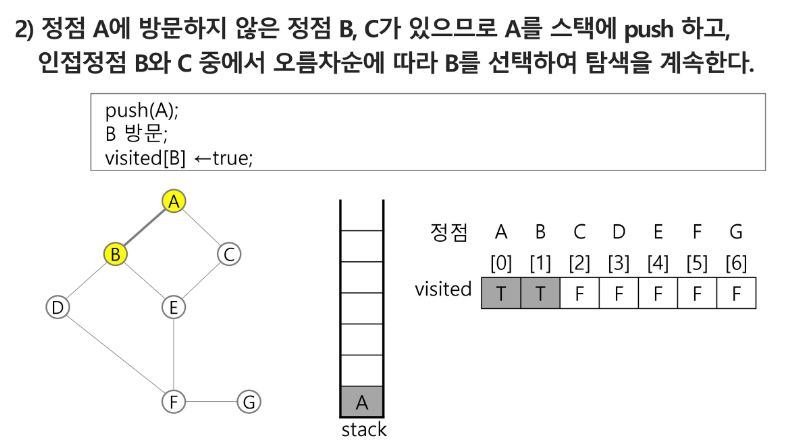 2) 정점 A에 방문하지 않은 정점 B, C가 있으므로 A를 스택에 push 하고,
인접정점 B와 C 중에서 오름차순에 따라 B를 선택하여 탐색을 계속한다.
push(A);
B 방문;
visited[B] ←true;
A
B
C
D
E
F
G
A
stack
정점 A B C D E F G
[0] [1] [2] [3] [4] [5] [6]
visited T T F F F F F